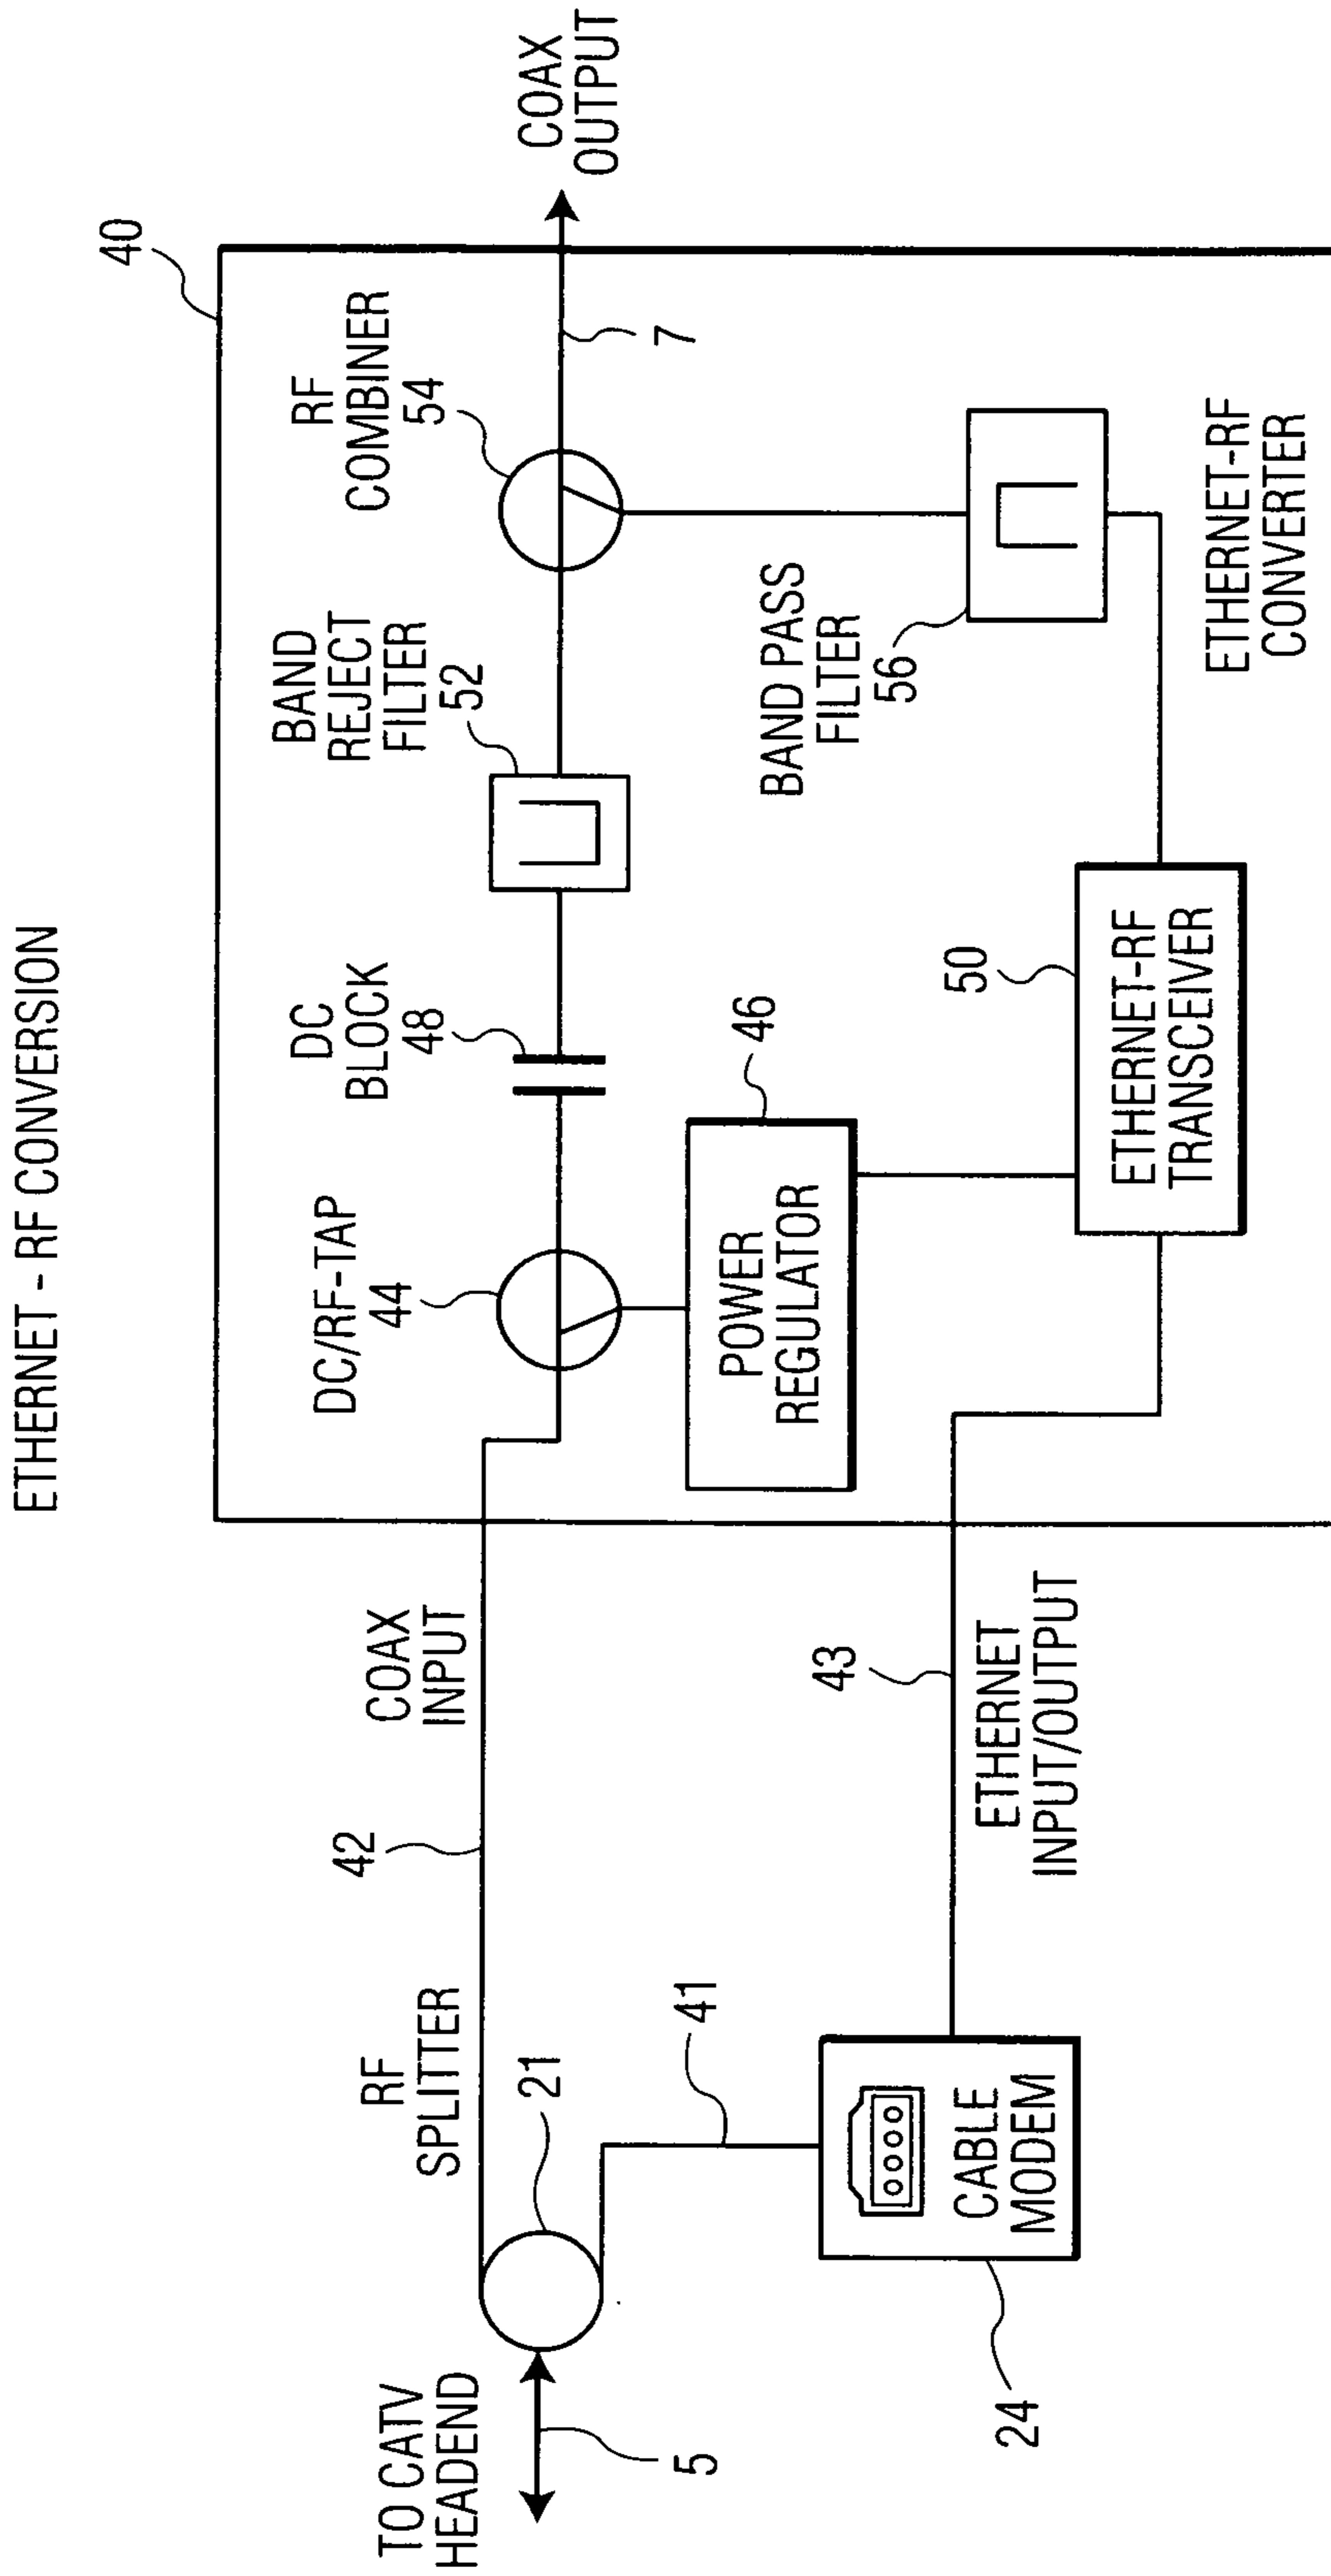 ETHERNET - RF CONVERSION
40
TO CATV
HEADEND
5
RF
SPLITTER
21
42
COAX
INPUT
41
CABLE
MODEM
24
43
ETHERNET
INPUT/OUTPUT
DC/RF-TAP
44
DC
BLOCK
48
BAND
REJECT
FILTER
52
RF
COMBINER
54
7
COAX
OUTPUT
POWER
REGULATOR
46
ETHERNET-RF
TRANSCEIVER
50
BAND PASS
FILTER
56
ETHERNET-RF
CONVERTER